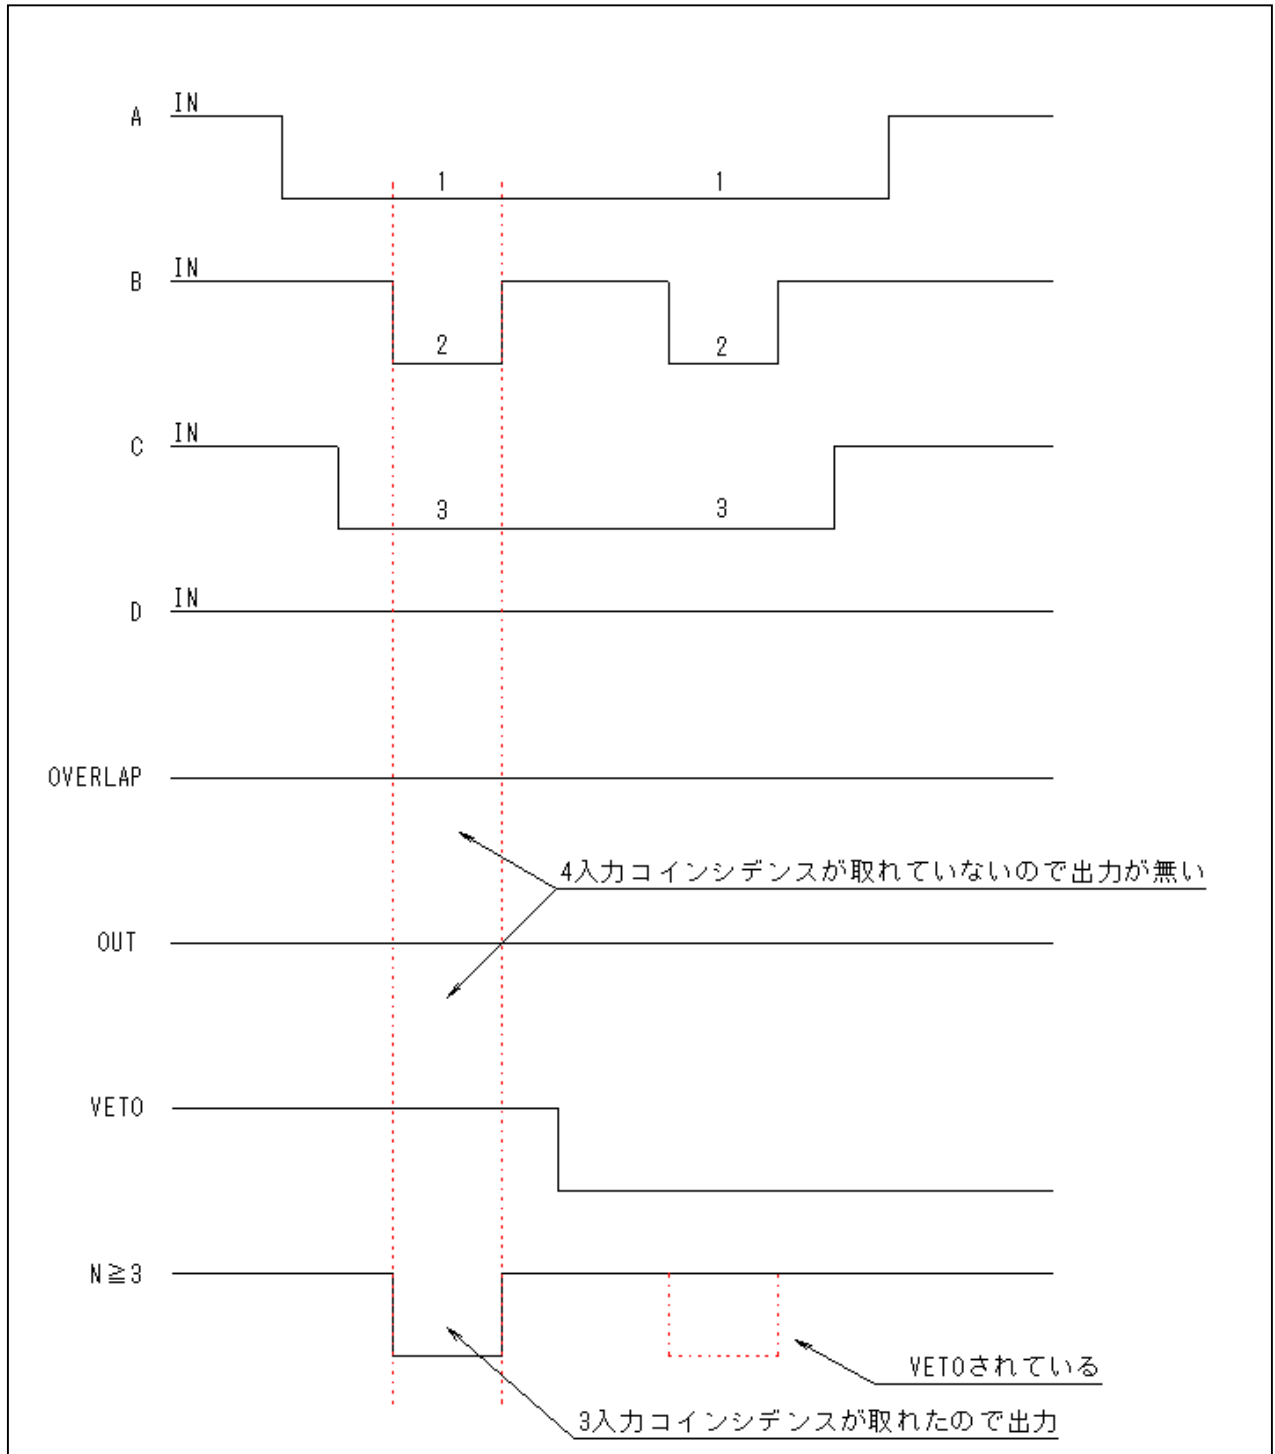 IN
A
1 1
IN
B
2 2
IN
C
3 3
IN
D
OVERLAP
4入力コインシデンスが取れていないので出力が無い
OUT
VETO
N≧3
VETOされている
3入力コインシデンスが取れたので出力